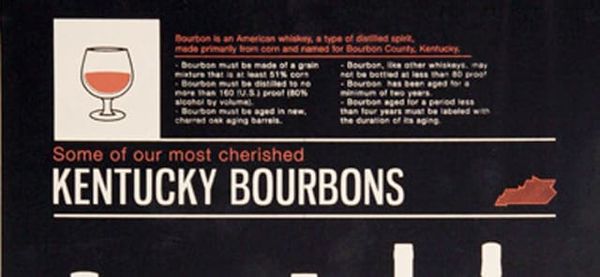 Bourbon is an American whiskey, a type of distilled spirit,
made primarily from corn and named for Bourbon County, Kentucky.
- Bourbon must be made of a grain
mixture that is at least 51% corn
- Bourbon must be distilled to no
more than 160 (U.S.) proof (80%
alcohol by volume).
- Bourbon must be aged in new,
charred oak aging barrels.
- Bourbon, like other whiskeys, may
not be bottled at less than 80 proof
- Bourbon has been aged for a
minimum of two years.
- Bourbon aged for a period less
than four years must be labeled with
the duration of its aging.
Some of our most cherished
KENTUCKY BOURBONS